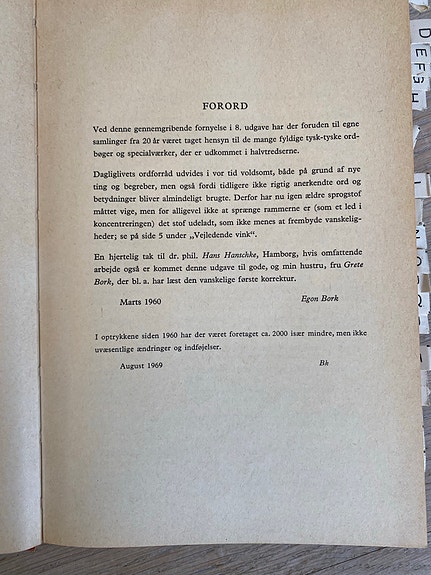 FORORD
Ved denne gennemgribende fornyelse i 8. udgave har der foruden til egne
samlinger fra 20 år været taget hensyn til de mange fyldige tysk-tyske ord-
bøger og specialværker, der er udkommet i halvtredserne.
Dagliglivets ordforråd udvides i vor tid voldsomt, både på grund af nye
ting og begreber, men også fordi tidligere ikke rigtig anerkendte ord og
betydninger bliver almindeligt brugte. Derfor har nu igen ældre sprogstof
måttet vige, men for alligevel ikke at sprænge rammerne er (som et led i
koncentreringen) det stof udeladt, som ikke menes at frembyde vanskelig-
heder; se på side 5 under „Vejledende vink“.
En hjertelig tak til dr. phil. Hans Hanschke, Hamborg, hvis omfattende
arbejde også er kommet denne udgave til gode, og min hustru, fru Grete
Bork, der bl. a. har læst den vanskelige første korrektur.
Marts 1960 Egon Bork
I optrykkene siden 1960 har der været foretaget ca. 2000 især mindre, men ikke
uvæsentlige ændringer og indføjelser.
August 1969 Bk
D
E
F
G
H